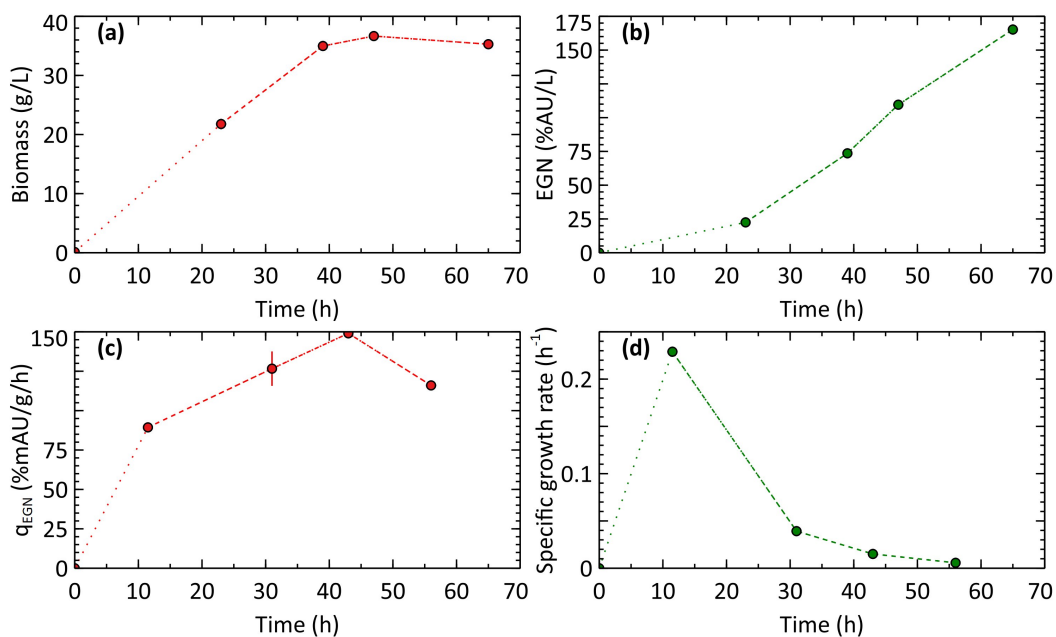 (a)
Biomass (g/L)
40
30
20
10
0
0 10 20 30 40 50 60 70
Time (h)
(b)
EGN (%AU/L)
175
150
75
50
25
0
0 10 20 30 40 50 60 70
Time (h)
(c)
qEGN (%mAU/g/h)
150
75
50
25
0
0 10 20 30 40 50 60 70
Time (h)
(d)
Specific growth rate (h-1)
0.2
0.1
0
0 10 20 30 40 50 60 70
Time (h)